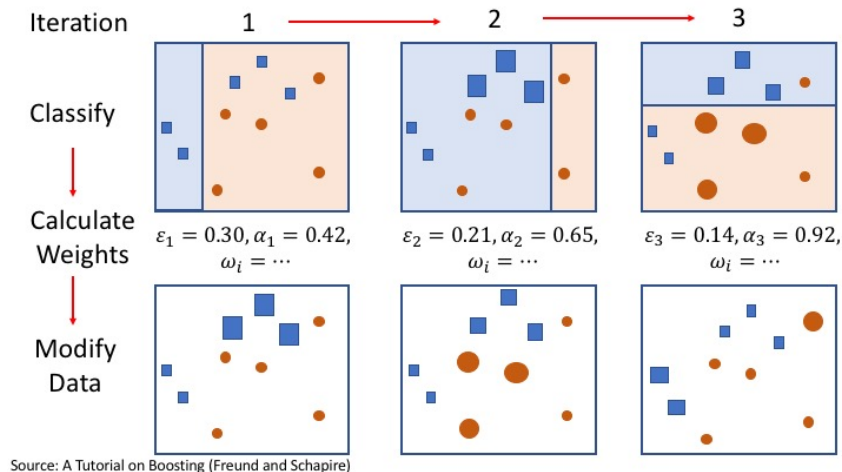 Iteration 1 2 3
Classify
Calculate
Weights
ε₁ = 0.30, α₁ = 0.42,
ωᵢ = ⋯
ε₂ = 0.21, α₂ = 0.65,
ωᵢ = ⋯
ε₃ = 0.14, α₃ = 0.92,
ωᵢ = ⋯
Modify
Data
Source: A Tutorial on Boosting (Freund and Schapire)